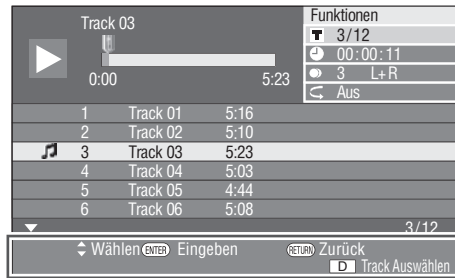 Track 03
0:00 5:23
Funktionen
T 3/12
00:00:11
3 L+R
Aus
1 Track 01 5:16
2 Track 02 5:10
3 Track 03 5:23
4 Track 04 5:03
5 Track 05 4:44
6 Track 06 5:08
3/12
Wählen ENTER Eingeben RETURN Zurück
D Track Auswählen